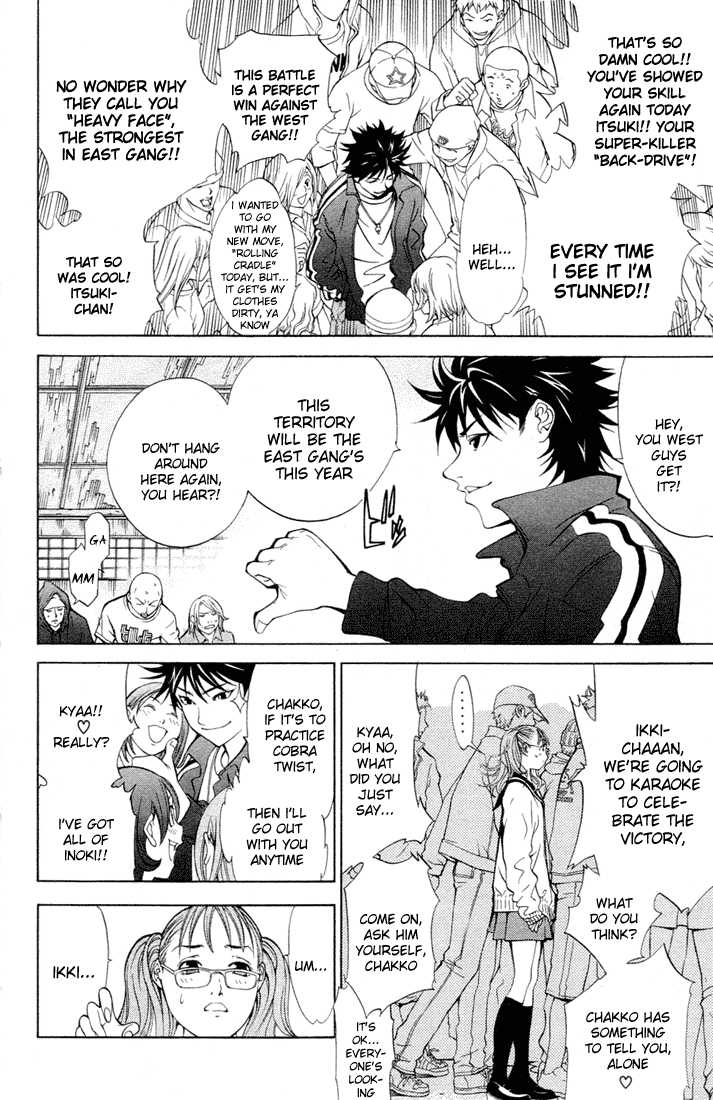 THAT'S SO
DAMN COOL!!
YOU'VE SHOWED
YOUR SKILL
AGAIN TODAY
ITSUKI!! YOUR
SUPER-KILLER
"BACK-DRIVE"!
THIS BATTLE
IS A PERFECT
WIN AGAINST
THE WEST
GANG!!
NO WONDER WHY
THEY CALL YOU
"HEAVY FACE",
THE STRONGEST
IN EAST GANG!!
EVERY TIME
I SEE IT I'M
STUNNED!!
HEH...
WELL...
I WANTED
TO GO
WITH MY
NEW MOVE,
"ROLLING
CRADLE"
TODAY, BUT...
IT GET'S MY
CLOTHES
DIRTY, YA
KNOW
THAT SO
WAS COOL!
ITSUKI-
CHAN!
HEY,
YOU WEST
GUYS
GET
IT?!
THIS
TERRITORY
WILL BE THE
EAST GANG'S
THIS YEAR
DON'T HANG
AROUND
HERE AGAIN,
YOU HEAR?!
ビッ
GA
MM
IKKI-
CHAAAN,
WE'RE GOING
TO KARAOKE
TO CELE-
BRATE THE
VICTORY,
WHAT
DO YOU
THINK?
CHAKKO HAS
SOMETHING
TO TELL YOU,
ALONE
♡
......
KYAA,
OH NO,
WHAT
DID YOU
JUST
SAY...
COME ON,
ASK HIM
YOURSELF,
CHAKKO
IT'S
OK...
EVERY-
ONE'S
LOOK-
ING
CHAKKO,
IF IT'S TO
PRACTICE
COBRA
TWIST,
THEN I'LL
GO OUT
WITH YOU
ANYTIME
KYAA!!
♡
REALLY?
I'VE GOT
ALL OF
INOKI!!
UM...
IKKI...